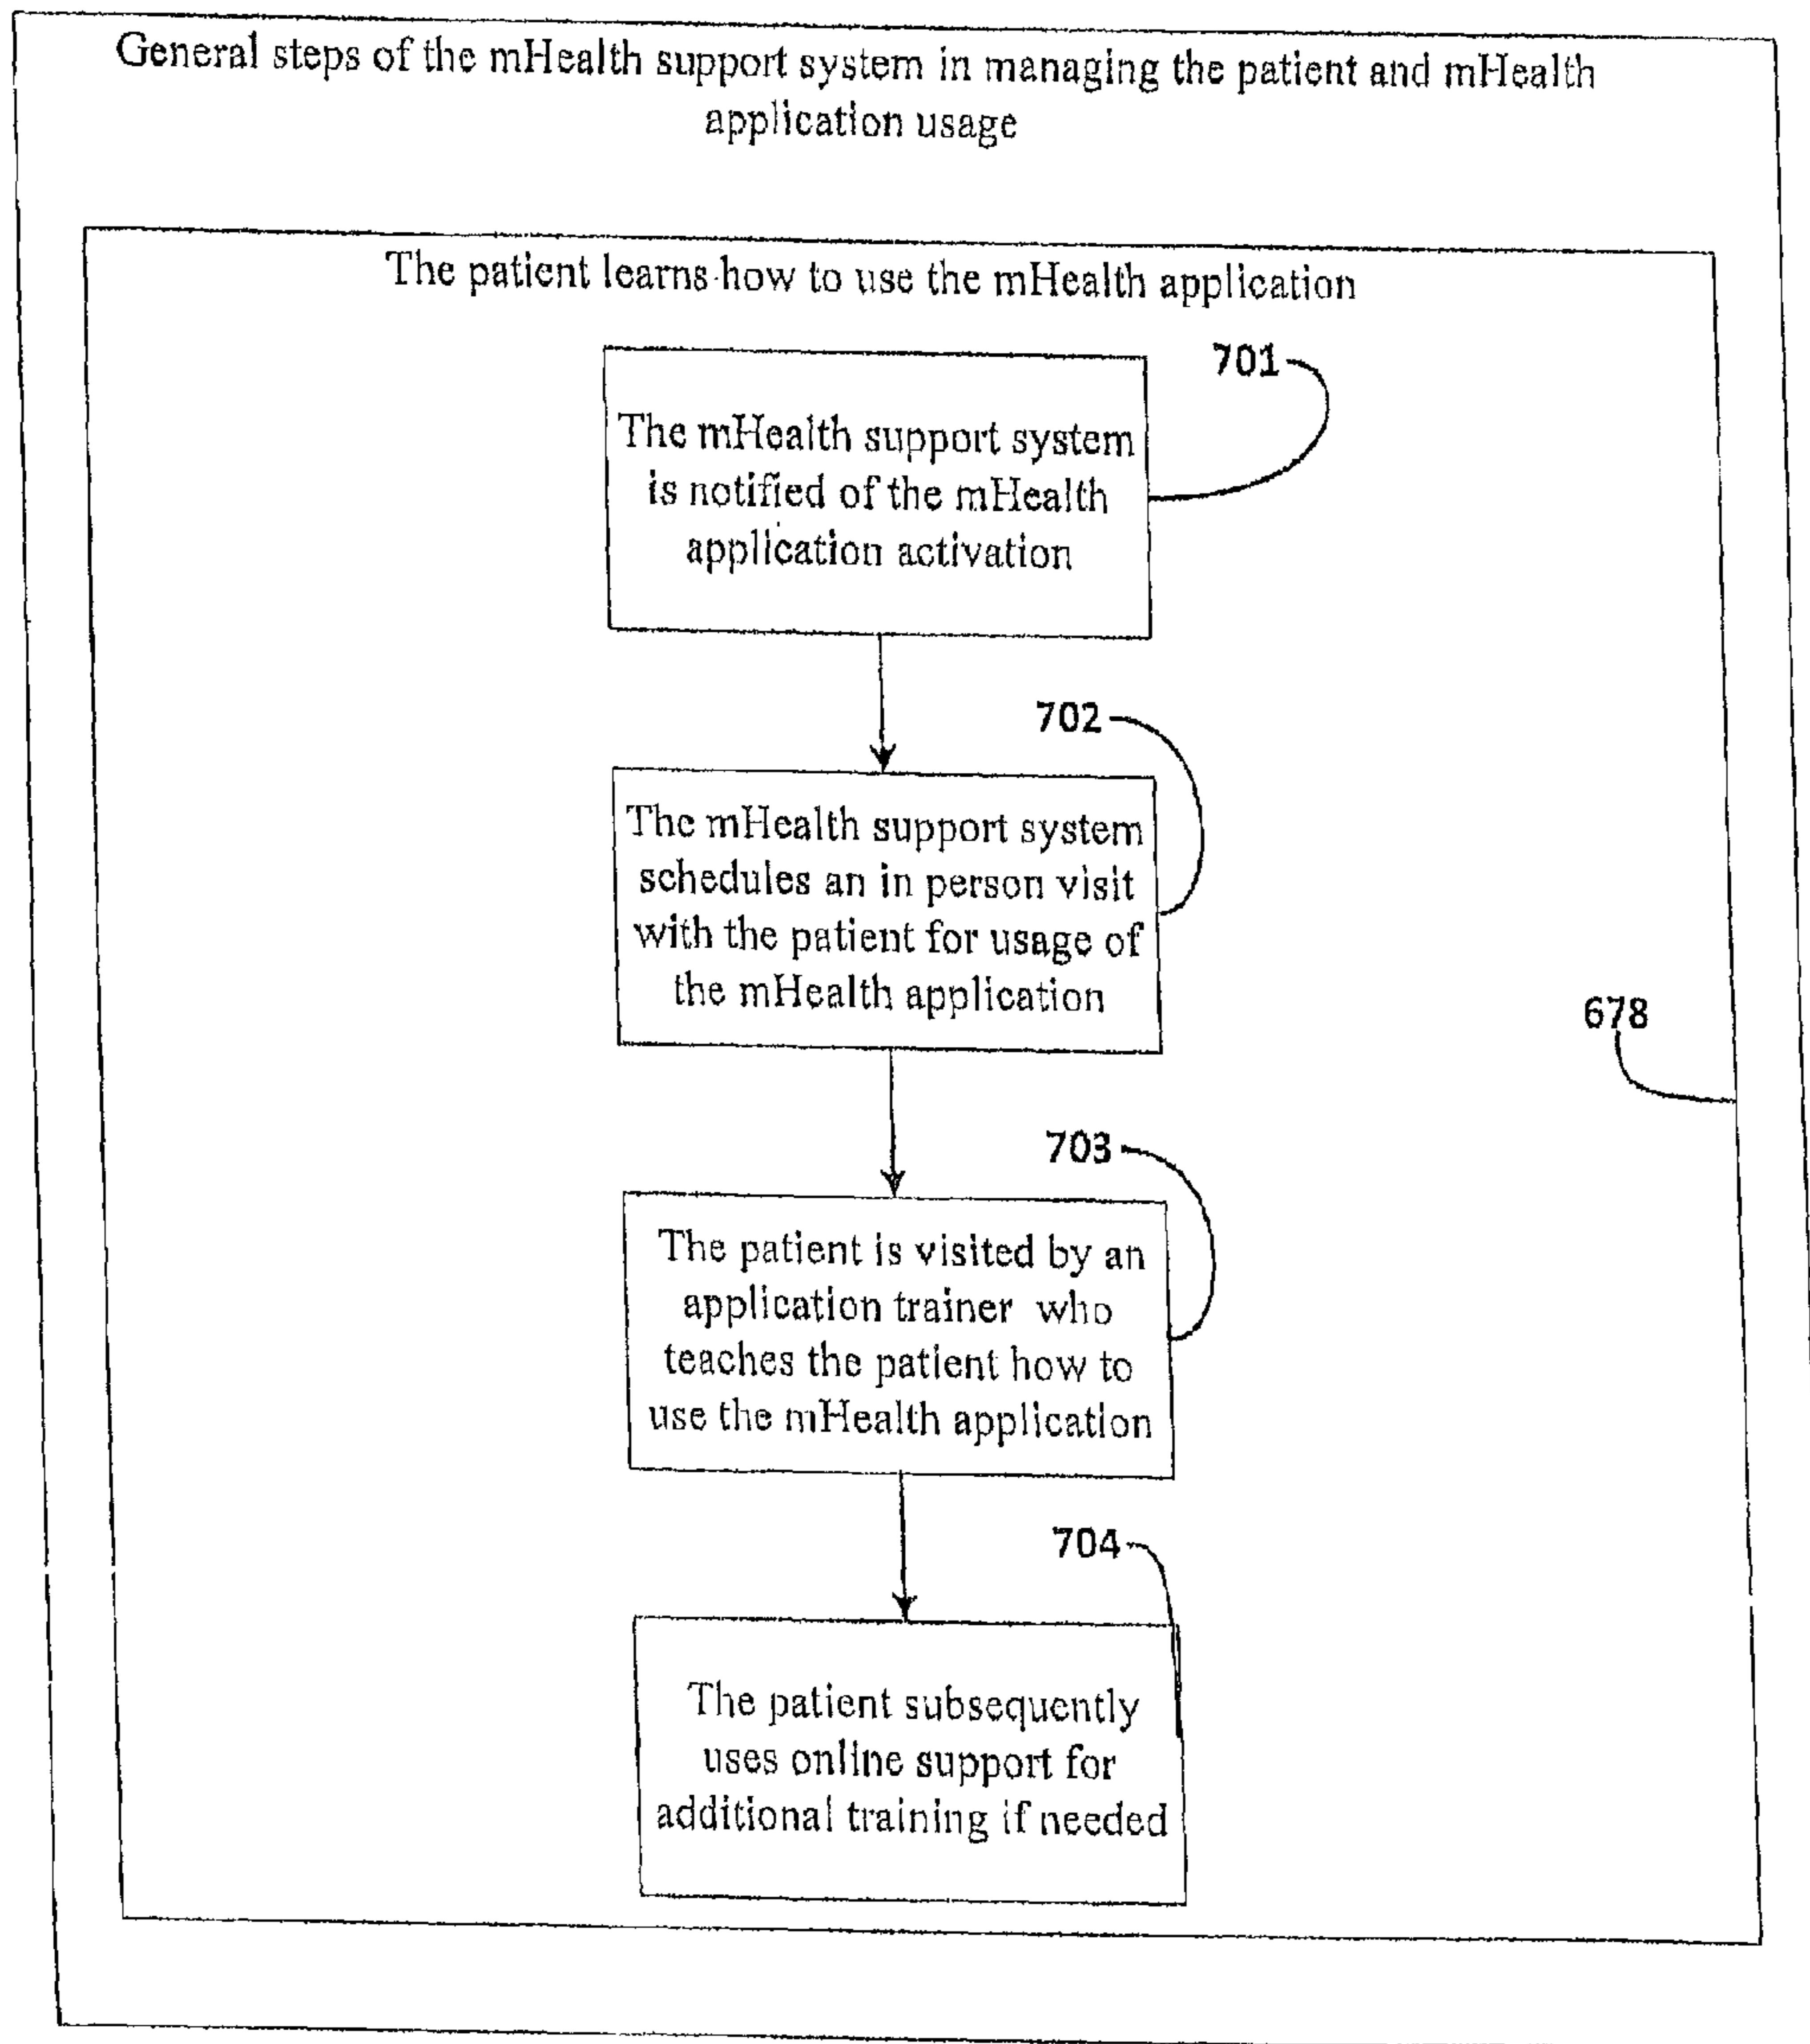 General steps of the mHealth support system in managing the patient and mHealth
application usage
The patient learns how to use the mHealth application
701
The mHealth support system
is notified of the mHealth
application activation
702
The mHealth support system
schedules an in person visit
with the patient for usage of
the mHealth application
678
703
The patient is visited by an
application trainer who
teaches the patient how to
use the mHealth application
704
The patient subsequently
uses online support for
additional training if needed